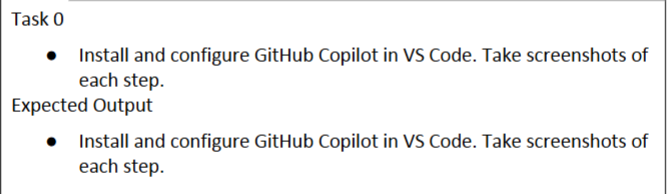 Task 0
● Install and configure GitHub Copilot in VS Code. Take screenshots of
each step.
Expected Output
● Install and configure GitHub Copilot in VS Code. Take screenshots of
each step.